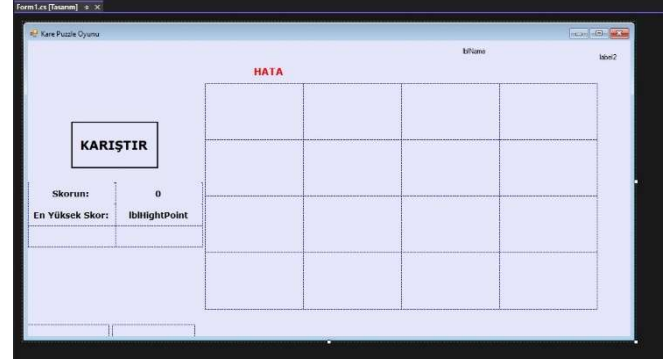 Form1.cs [Tasarım]
Kare Puzzle Oyunu
lblName
label2
HATA
KARIŞTIR
Skorun: 0
En Yüksek Skor: lblHightPoint